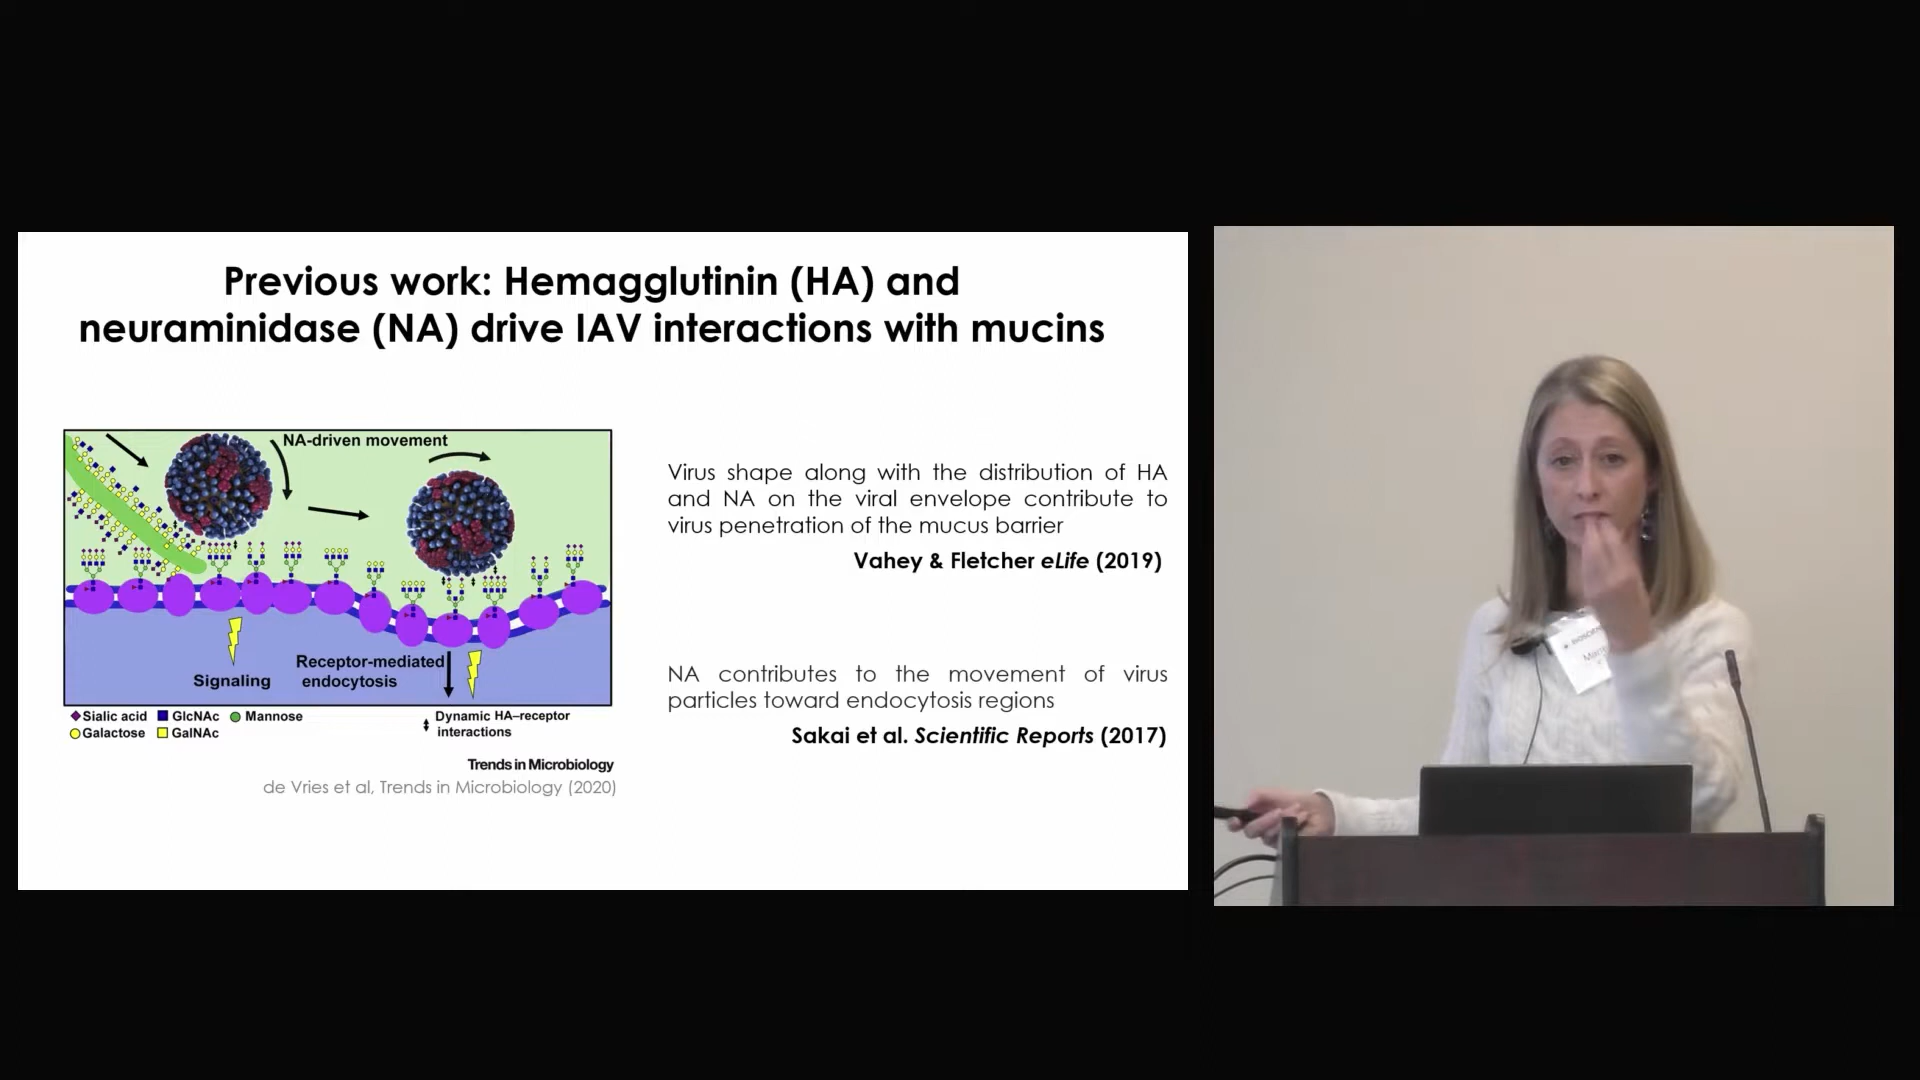 Previous work: Hemagglutinin (HA) and
neuraminidase (NA) drive IAV interactions with mucins
NA-driven movement
Signaling
Receptor-mediated
endocytosis
Sialic acid GlcNAc Mannose
Galactose GalNAc
Dynamic HA–receptor
interactions
Trends in Microbiology
de Vries et al, Trends in Microbiology (2020)
Virus shape along with the distribution of HA
and NA on the viral envelope contribute to
virus penetration of the mucus barrier
Vahey & Fletcher eLife (2019)
NA contributes to the movement of virus
particles toward endocytosis regions
Sakai et al. Scientific Reports (2017)